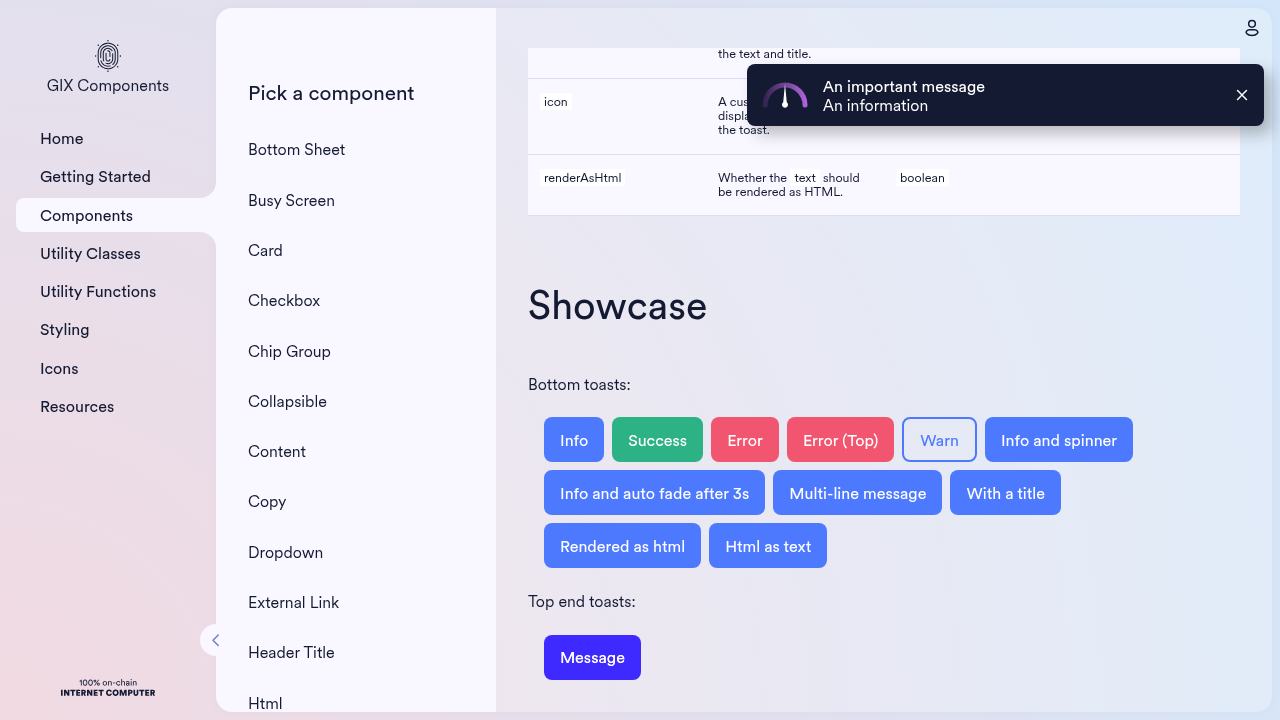 GIX Components
Home
Getting Started
Components
Utility Classes
Utility Functions
Styling
Icons
Resources
100% on-chain
INTERNET COMPUTER
Pick a component
Bottom Sheet
Busy Screen
Card
Checkbox
Chip Group
Collapsible
Content
Copy
Dropdown
External Link
Header Title
Html
the text and title.
icon
A cus
displa
the toast.
An important message
An information
renderAsHtml
Whether the text should
be rendered as HTML.
boolean
Showcase
Bottom toasts:
Info
Success
Error
Error (Top)
Warn
Info and spinner
Info and auto fade after 3s
Multi-line message
With a title
Rendered as html
Html as text
Top end toasts:
Message